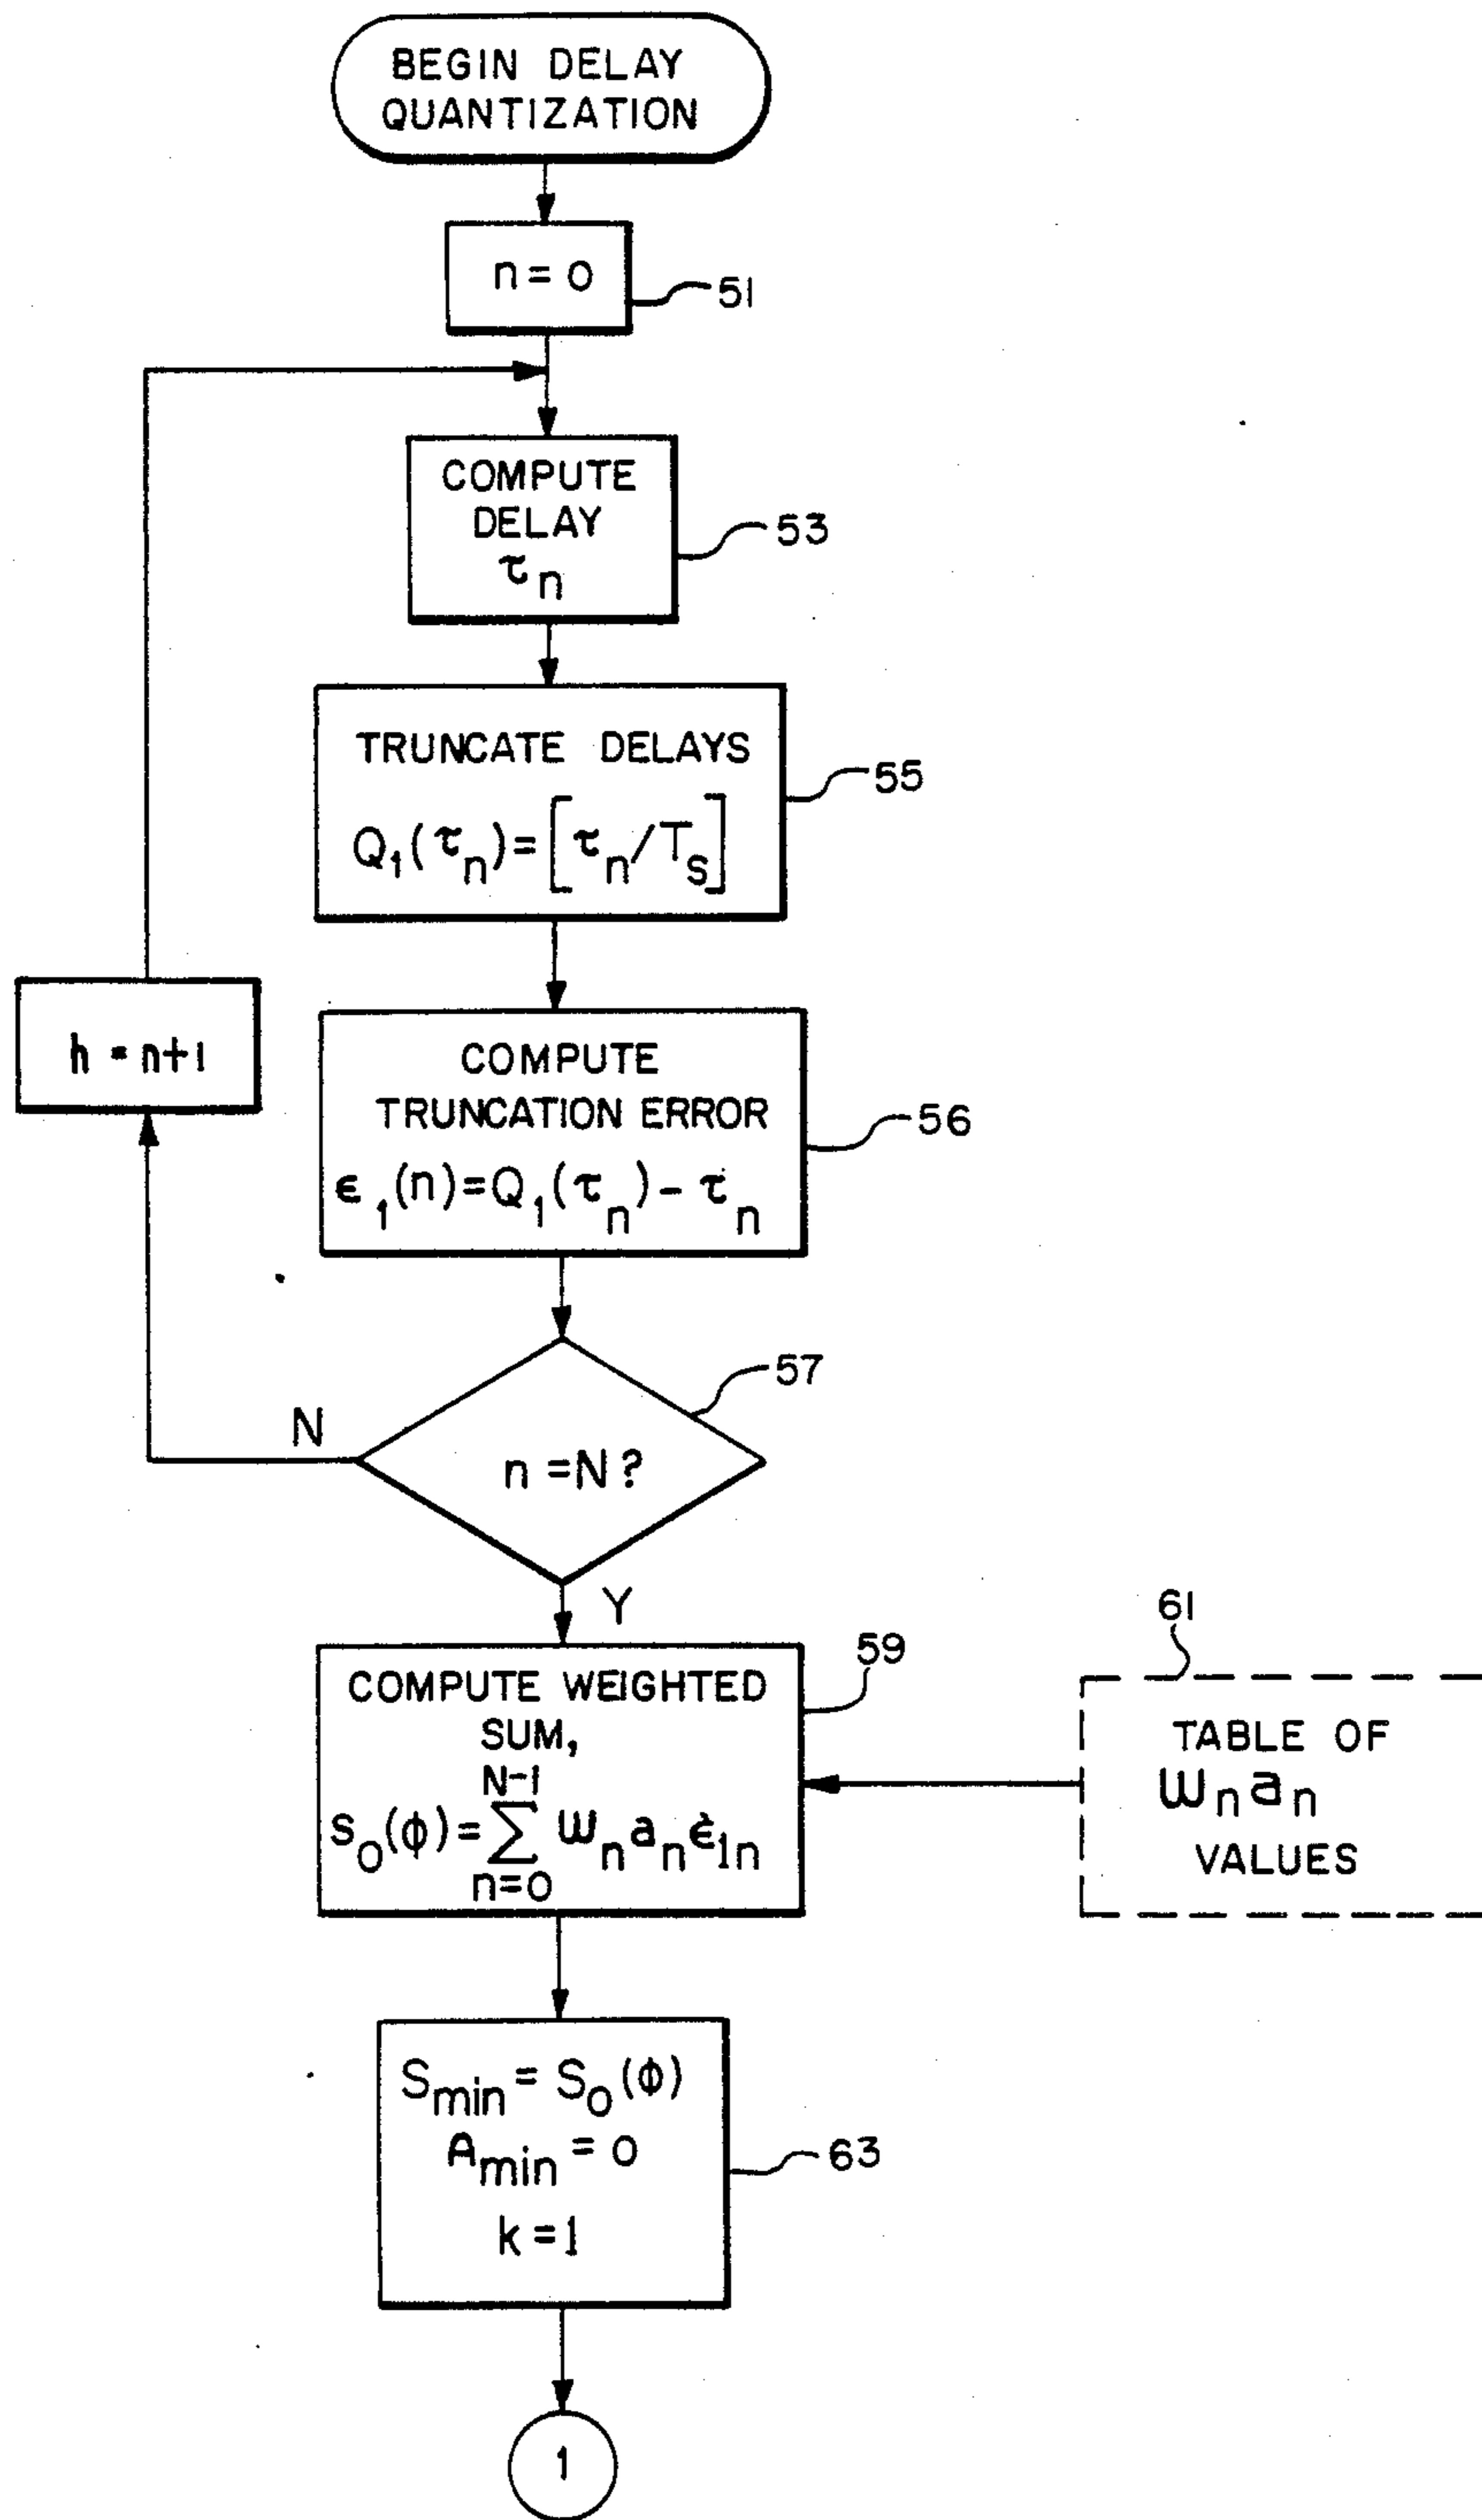 BEGIN DELAY
QUANTIZATION
n = 0
51
COMPUTE
DELAY
τn
53
TRUNCATE DELAYS
Q1(τn)=[τn/TS]
55
h = n+1
COMPUTE
TRUNCATION ERROR
ϵ1(n)=Q1(τn)-τn
56
57
N
n =N?
Y
59
61
COMPUTE WEIGHTED
SUM,
N-1
S0(ϕ)=∑ Wn an ϵ1n
n=0
TABLE OF
Wn an
VALUES
Smin = S0(ϕ)
Amin = 0
k =1
63
1